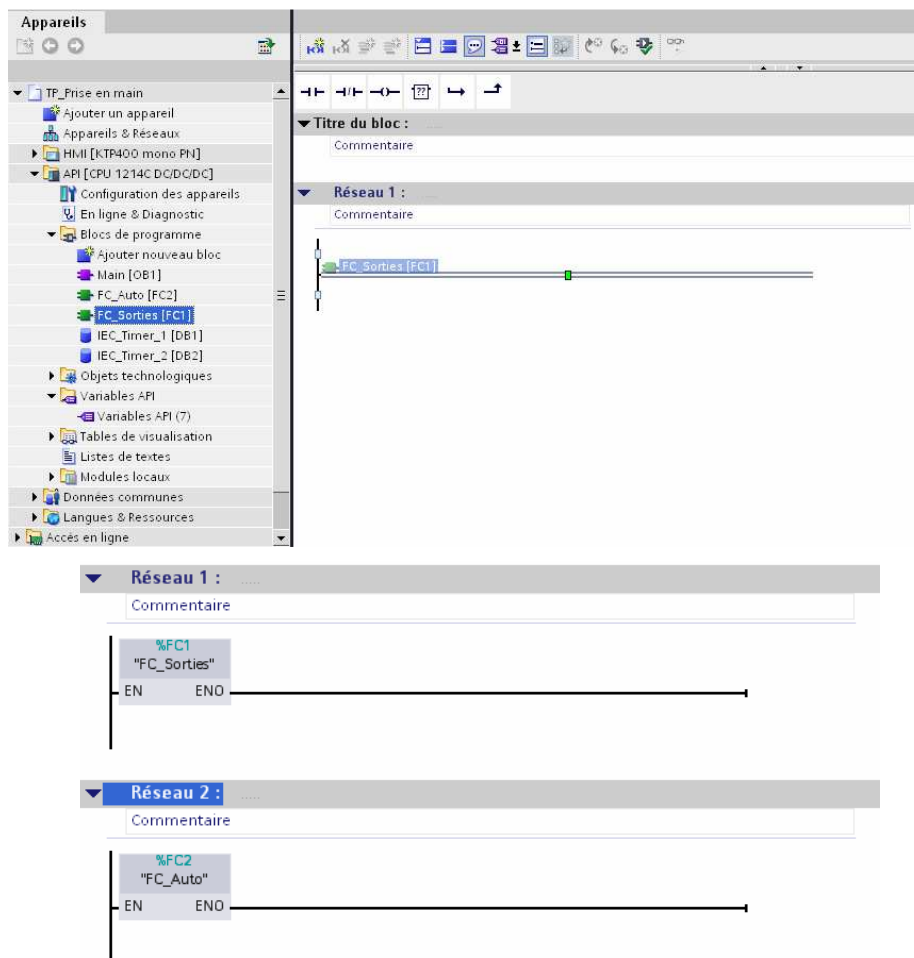 Appareils
TP_Prise en main
Ajouter un appareil
Appareils & Réseaux
HMI [KTP400 mono PN]
API [CPU 1214C DC/DC/DC]
Configuration des appareils
En ligne & Diagnostic
Blocs de programme
Ajouter nouveau bloc
Main [OB1]
FC_Auto [FC2]
FC_Sorties [FC1]
IEC_Timer_1 [DB1]
IEC_Timer_2 [DB2]
Objets technologiques
Variables API
Variables API (7)
Tables de visualisation
Listes de textes
Modules locaux
Données communes
Langues & Ressources
Accès en ligne
??
Titre du bloc : .....
Commentaire
Réseau 1 : .....
Commentaire
FC_Sorties [FC1]
Réseau 1 : .....
Commentaire
%FC1
"FC_Sorties"
EN ENO
Réseau 2 : .....
Commentaire
%FC2
"FC_Auto"
EN ENO